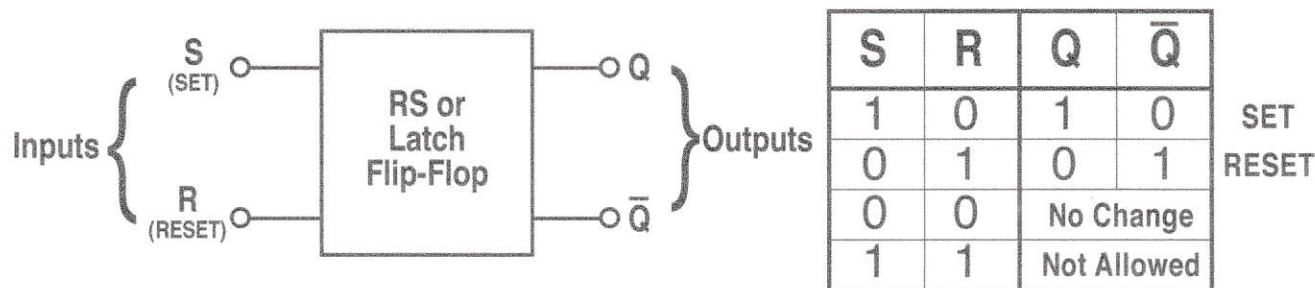 Inputs
S
(SET)
R
(RESET)
RS or
Latch
Flip-Flop
Q
Q̅
Outputs
S R Q Q̅
1 0 1 0 SET
0 1 0 1 RESET
0 0 No Change
1 1 Not Allowed